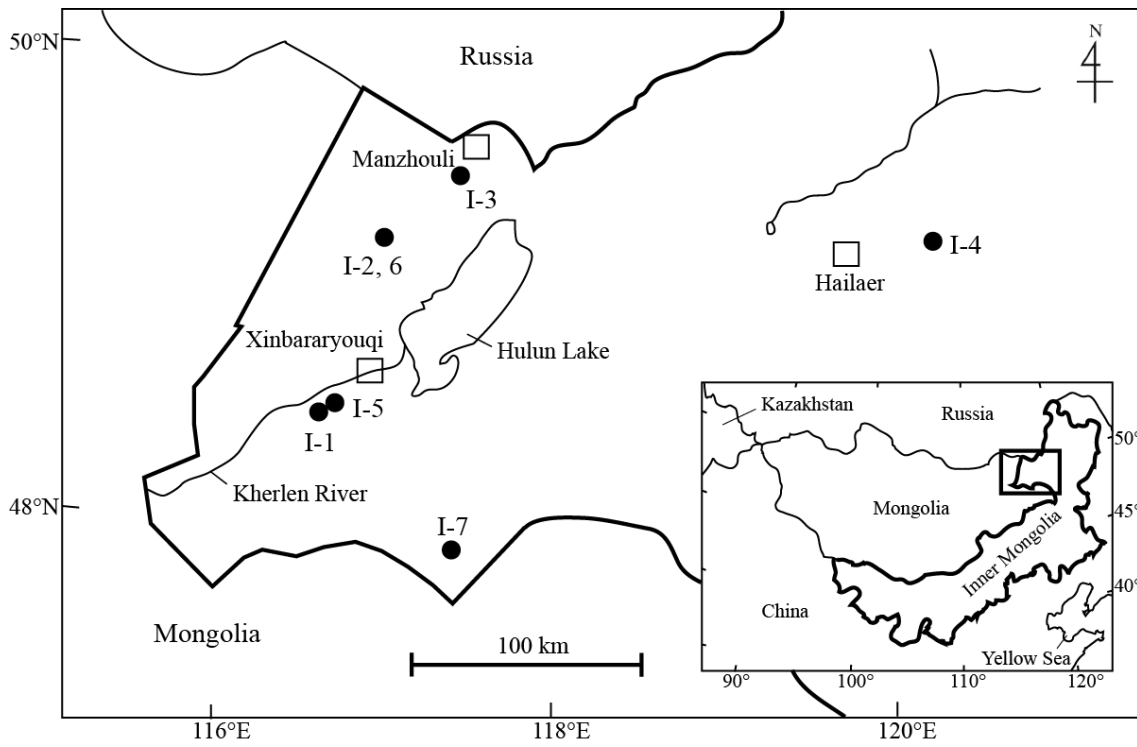 50°N
Russia
N
Manzhouli
I-3
I-4
I-2, 6
Hailaer
Xinbararyouqi
Hulun Lake
I-5
I-1
Kherlen River
48°N
I-7
Mongolia
100 km
116°E
118°E
120°E
Kazakhstan
Russia
50°
Mongolia
45°
Inner Mongolia
40°
China
Yellow Sea
90°
100°
110°
120°